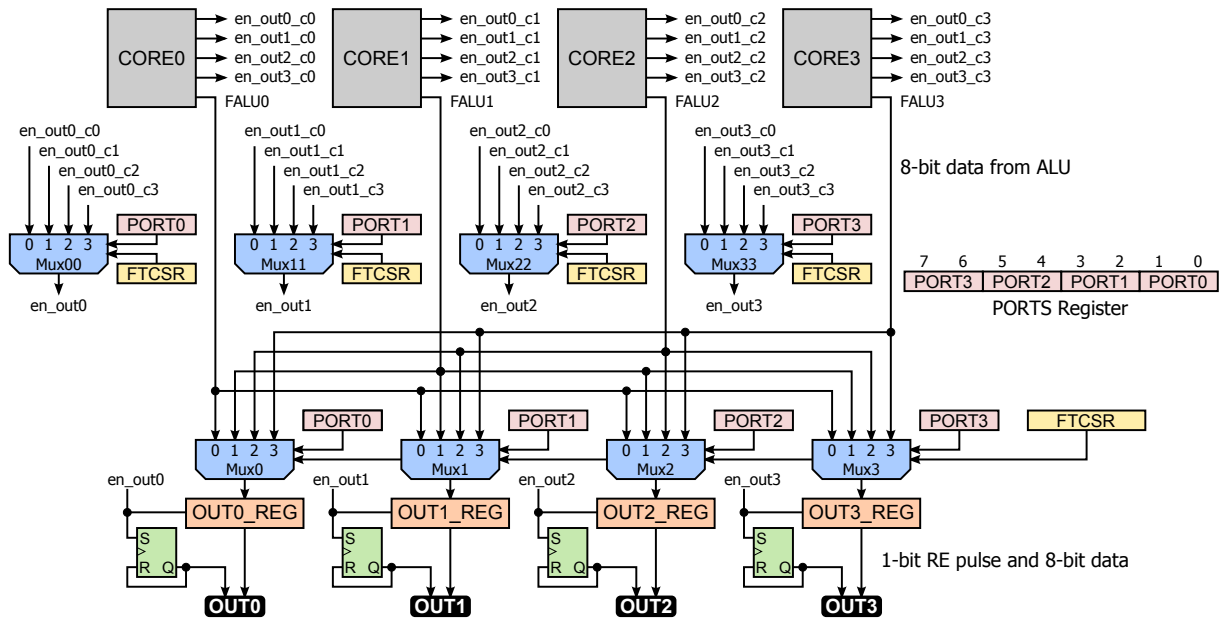 CORE0
en_out0_c0
en_out1_c0
en_out2_c0
en_out3_c0
FALU0
CORE1
en_out0_c1
en_out1_c1
en_out2_c1
en_out3_c1
FALU1
CORE2
en_out0_c2
en_out1_c2
en_out2_c2
en_out3_c2
FALU2
CORE3
en_out0_c3
en_out1_c3
en_out2_c3
en_out3_c3
FALU3
en_out0_c0
en_out0_c1
en_out0_c2
en_out0_c3
PORT0
0 1 2 3
Mux00
FTCSR
en_out0
en_out1_c0
en_out1_c1
en_out1_c2
en_out1_c3
PORT1
0 1 2 3
Mux11
FTCSR
en_out1
en_out2_c0
en_out2_c1
en_out2_c2
en_out2_c3
PORT2
0 1 2 3
Mux22
FTCSR
en_out2
en_out3_c0
en_out3_c1
en_out3_c2
en_out3_c3
PORT3
0 1 2 3
Mux33
FTCSR
en_out3
8-bit data from ALU
7 6 5 4 3 2 1 0
PORT3 PORT2 PORT1 PORT0
PORTS Register
PORT0
0 1 2 3
Mux0
PORT1
0 1 2 3
Mux1
PORT2
0 1 2 3
Mux2
PORT3
0 1 2 3
Mux3
FTCSR
en_out0
OUT0_REG
S
R Q
OUT0
en_out1
OUT1_REG
S
R Q
OUT1
en_out2
OUT2_REG
S
R Q
OUT2
en_out3
OUT3_REG
S
R Q
OUT3
1-bit RE pulse and 8-bit data